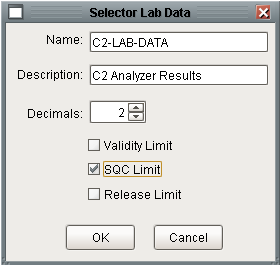 Selector Lab Data
Name: C2-LAB-DATA
Description: C2 Analyzer Results
Decimals: 2
Validity Limit
SQC Limit
Release Limit
OK Cancel